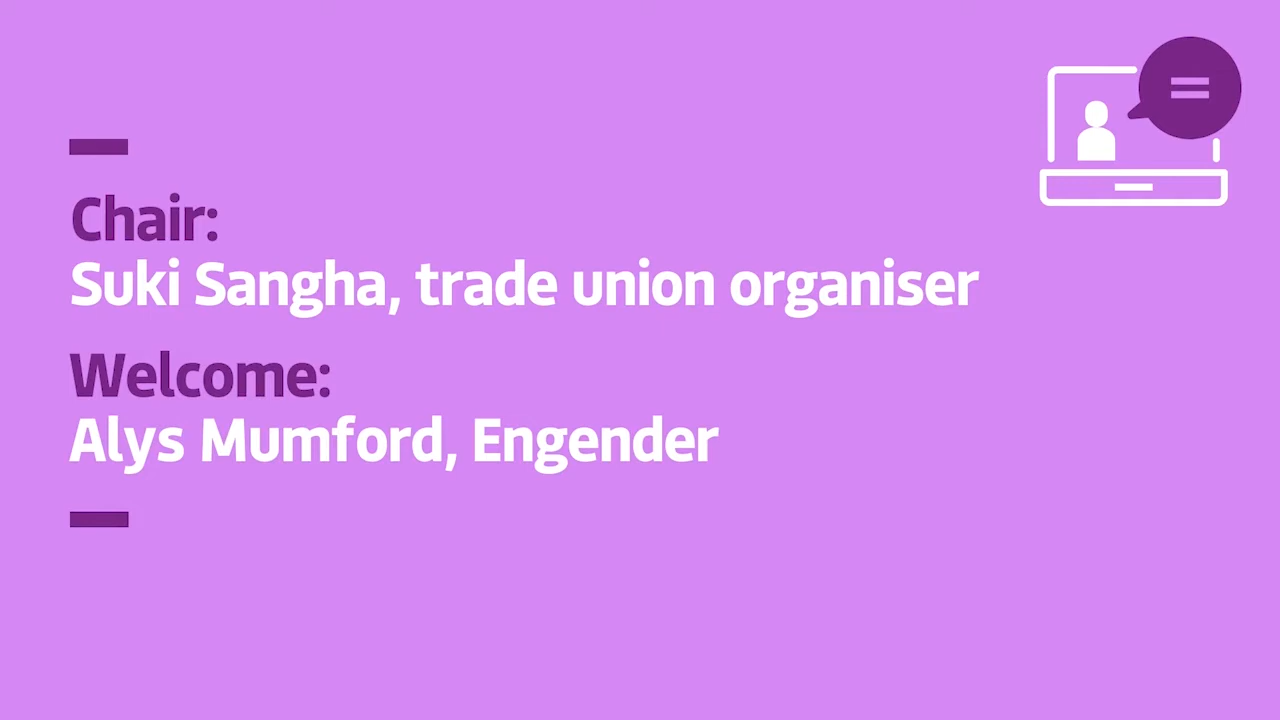 Chair:
Suki Sangha, trade union organiser
Welcome:
Alys Mumford, Engender